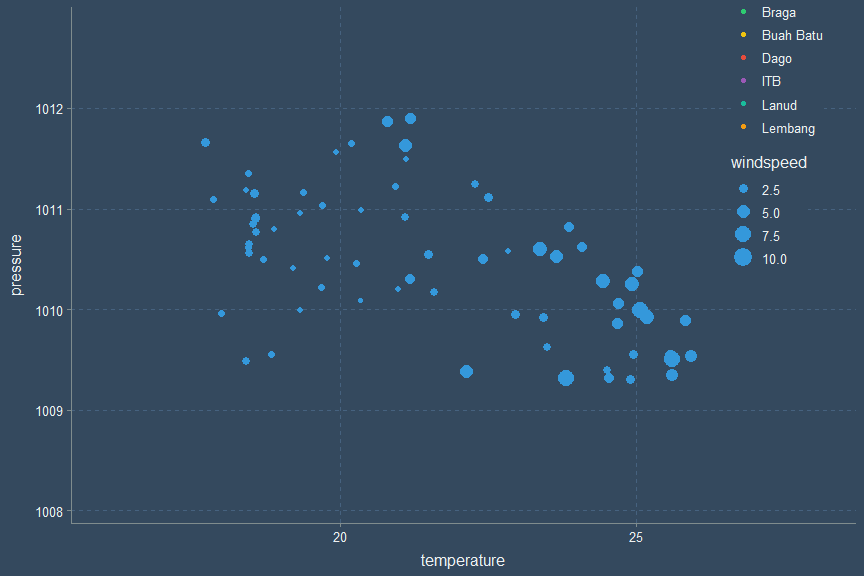 Braga
Buah Batu
Dago
ITB
Lanud
Lembang
windspeed
2.5
5.0
7.5
10.0
1012
1011
1010
1009
1008
pressure
20
25
temperature